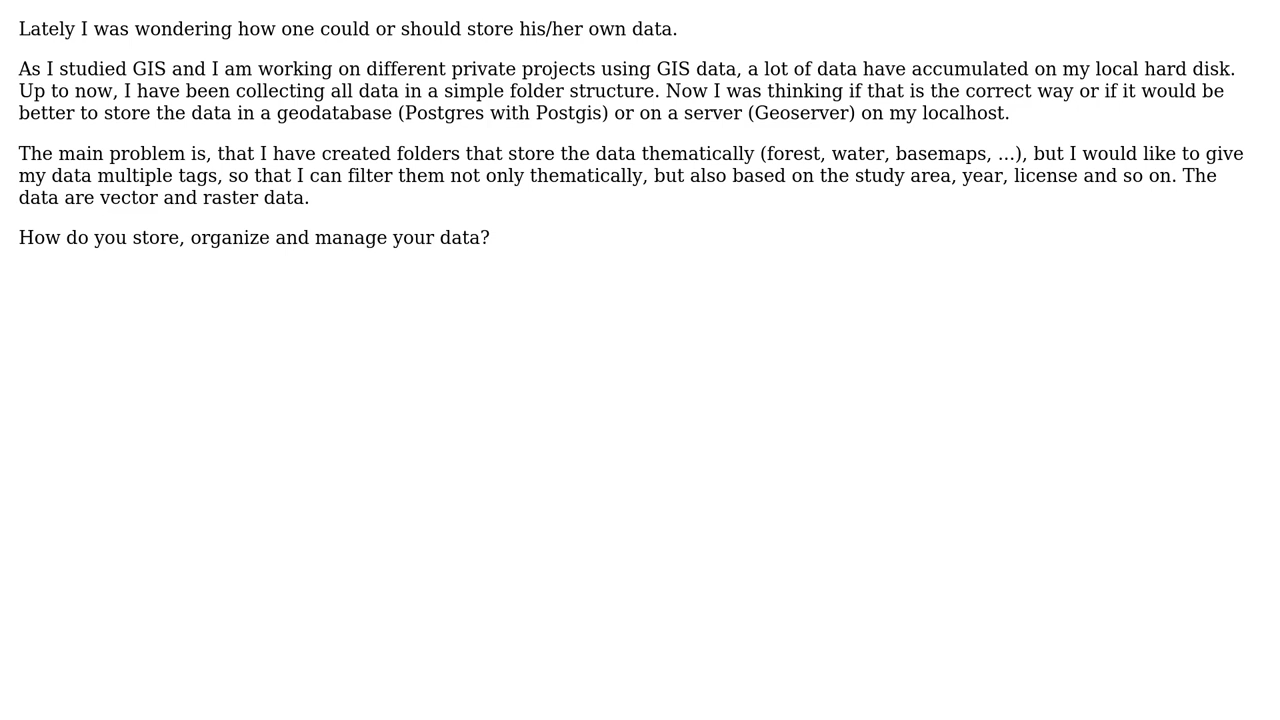 Lately I was wondering how one could or should store his/her own data.
As I studied GIS and I am working on different private projects using GIS data, a lot of data have accumulated on my local hard disk.
Up to now, I have been collecting all data in a simple folder structure. Now I was thinking if that is the correct way or if it would be
better to store the data in a geodatabase (Postgres with Postgis) or on a server (Geoserver) on my localhost.
The main problem is, that I have created folders that store the data thematically (forest, water, basemaps, ...), but I would like to give
my data multiple tags, so that I can filter them not only thematically, but also based on the study area, year, license and so on. The
data are vector and raster data.
How do you store, organize and manage your data?